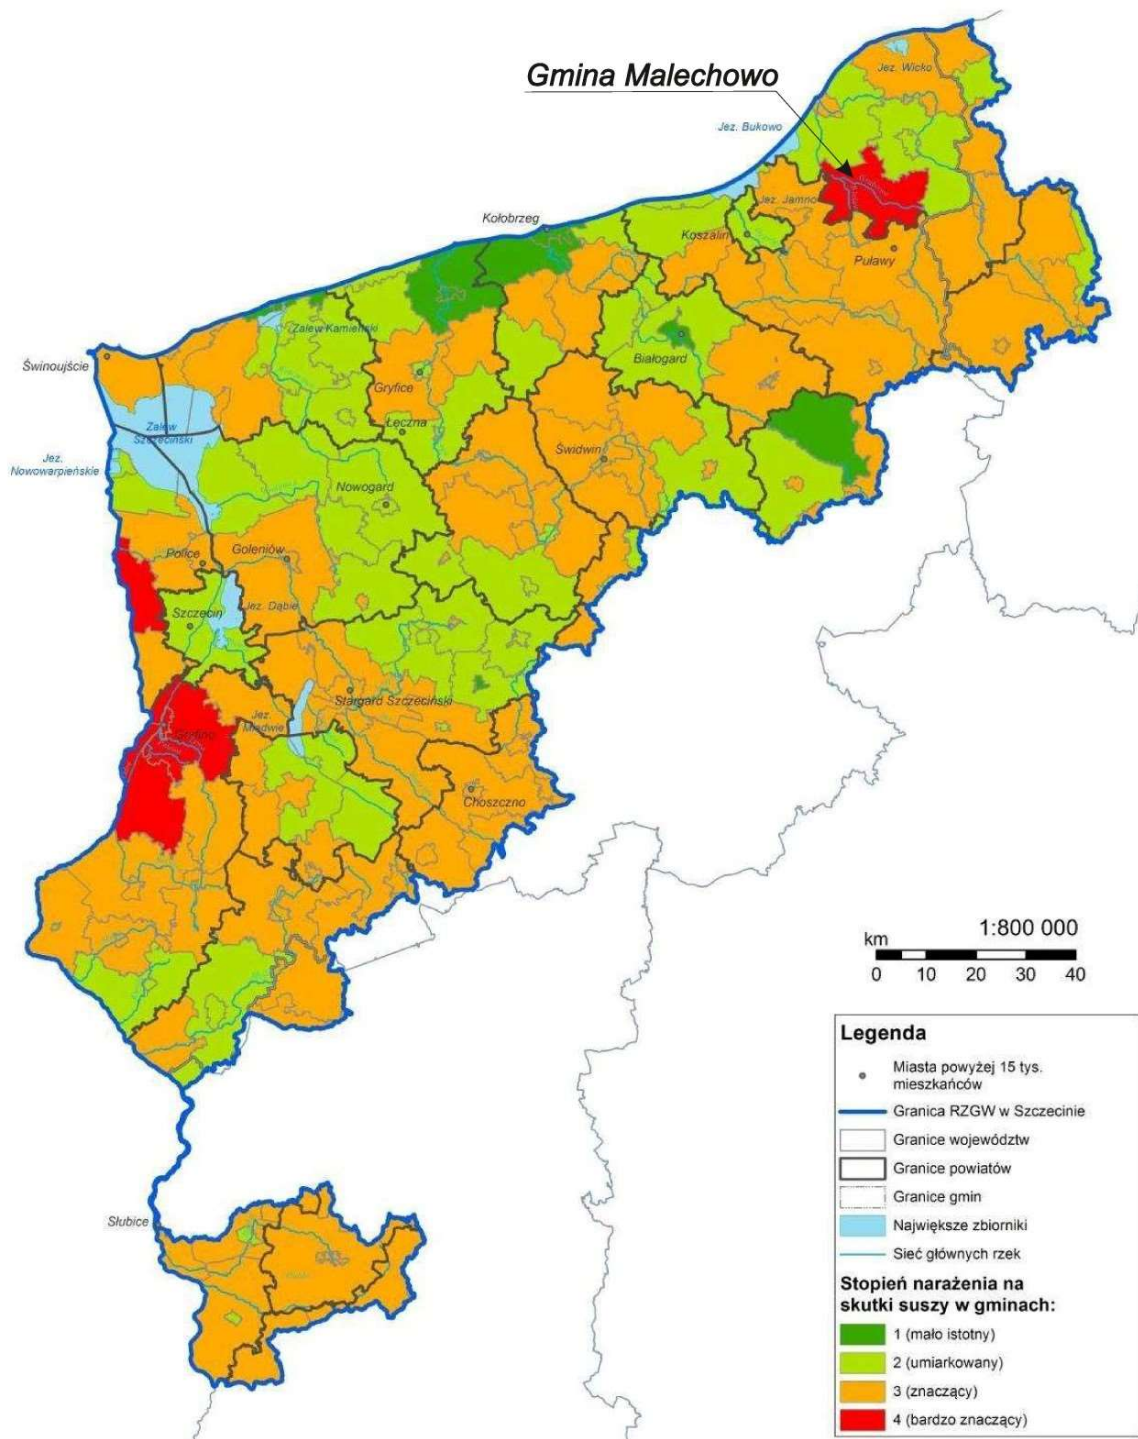 Gmina Malechowo
Jez. Wicko
Jez. Bukowo
Jez. Jamno
Kołobrzeg
Koszalin
Puławy
Zalew Kamieński
Świnoujście
Białogard
Gryfice
Łęczna
Zalew
Szczeciński
Jez.
Nowowarpieńskie
Świdwin
Nowogard
Police
Goleniów
Jez. Dąbie
Szczecin
Stargard Szczeciński
Jez.
Miedwie
Gryfino
Choszczno
Słubice
1:800 000
km
0 10 20 30 40
Legenda
Miasta powyżej 15 tys.
mieszkańców
Granica RZGW w Szczecinie
Granice województw
Granice powiatów
Granice gmin
Największe zbiorniki
Sieć głównych rzek
Stopień narażenia na
skutki suszy w gminach:
1 (mało istotny)
2 (umiarkowany)
3 (znaczący)
4 (bardzo znaczący)